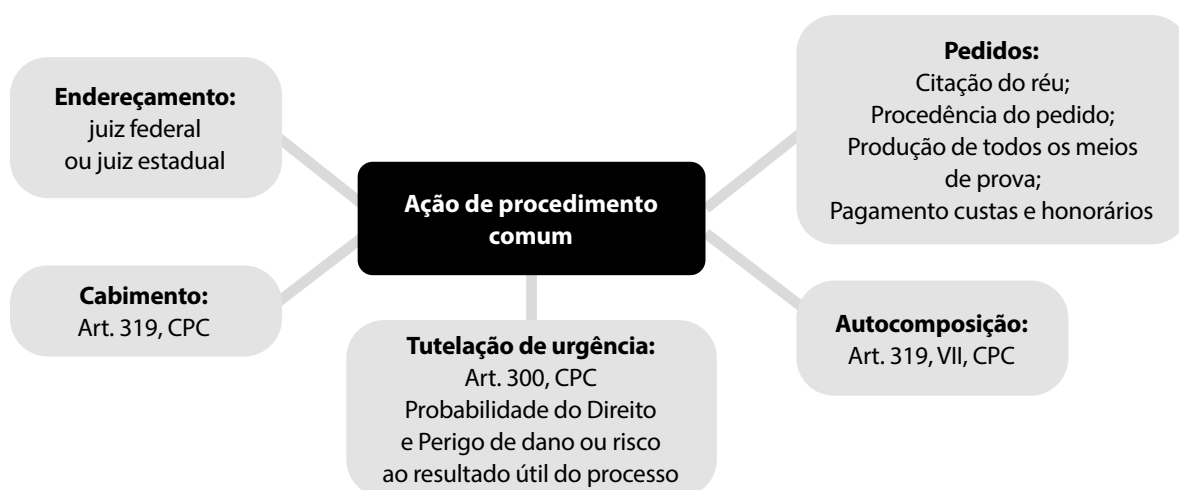 Endereçamento:
juiz federal
ou juiz estadual
Ação de procedimento
comum
Pedidos:
Citação do réu;
Procedência do pedido;
Produção de todos os meios
de prova;
Pagamento custas e honorários
Cabimento:
Art. 319, CPC
Tutelação de urgência:
Art. 300, CPC
Probabilidade do Direito
e Perigo de dano ou risco
ao resultado útil do processo
Autocomposição:
Art. 319, VII, CPC